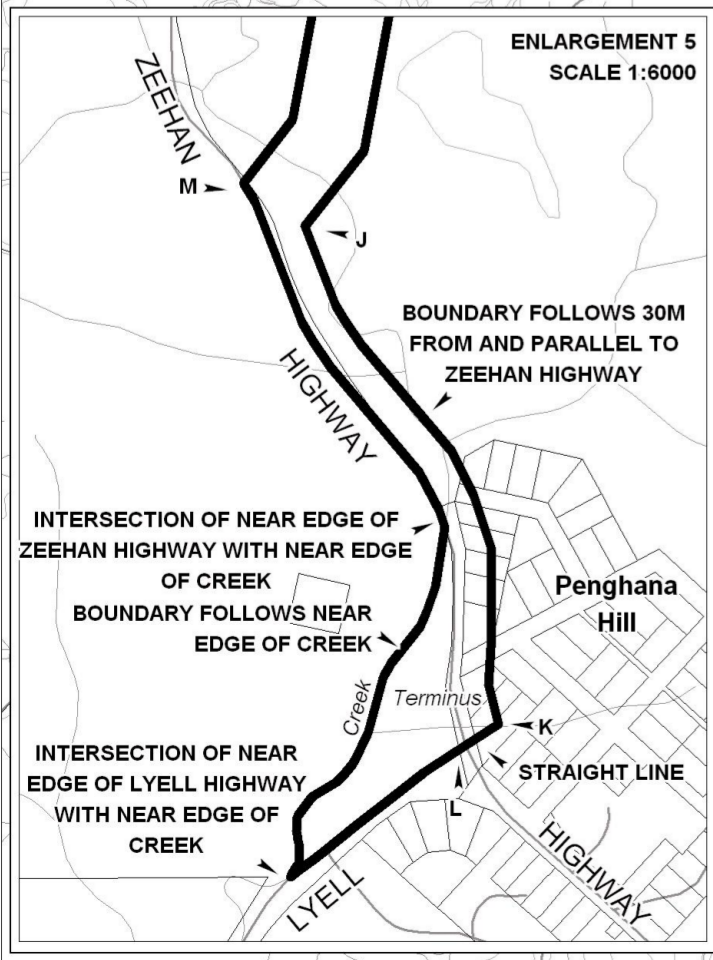 ENLARGEMENT 5
SCALE 1:6000
ZEEHAN
M
J
BOUNDARY FOLLOWS 30M
FROM AND PARALLEL TO
ZEEHAN HIGHWAY
HIGHWAY
INTERSECTION OF NEAR EDGE OF
ZEEHAN HIGHWAY WITH NEAR EDGE
OF CREEK
Penghana
Hill
BOUNDARY FOLLOWS NEAR
EDGE OF CREEK
Creek
Terminus
K
INTERSECTION OF NEAR
EDGE OF LYELL HIGHWAY
WITH NEAR EDGE OF
CREEK
STRAIGHT LINE
L
LYELL
HIGHWAY